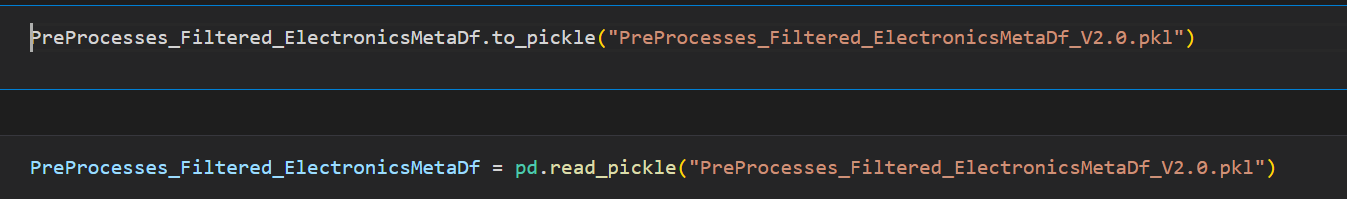 PreProcesses_Filtered_ElectronicsMetaDf.to_pickle("PreProcesses_Filtered_ElectronicsMetaDf_V2.0.pkl")
PreProcesses_Filtered_ElectronicsMetaDf = pd.read_pickle("PreProcesses_Filtered_ElectronicsMetaDf_V2.0.pkl")